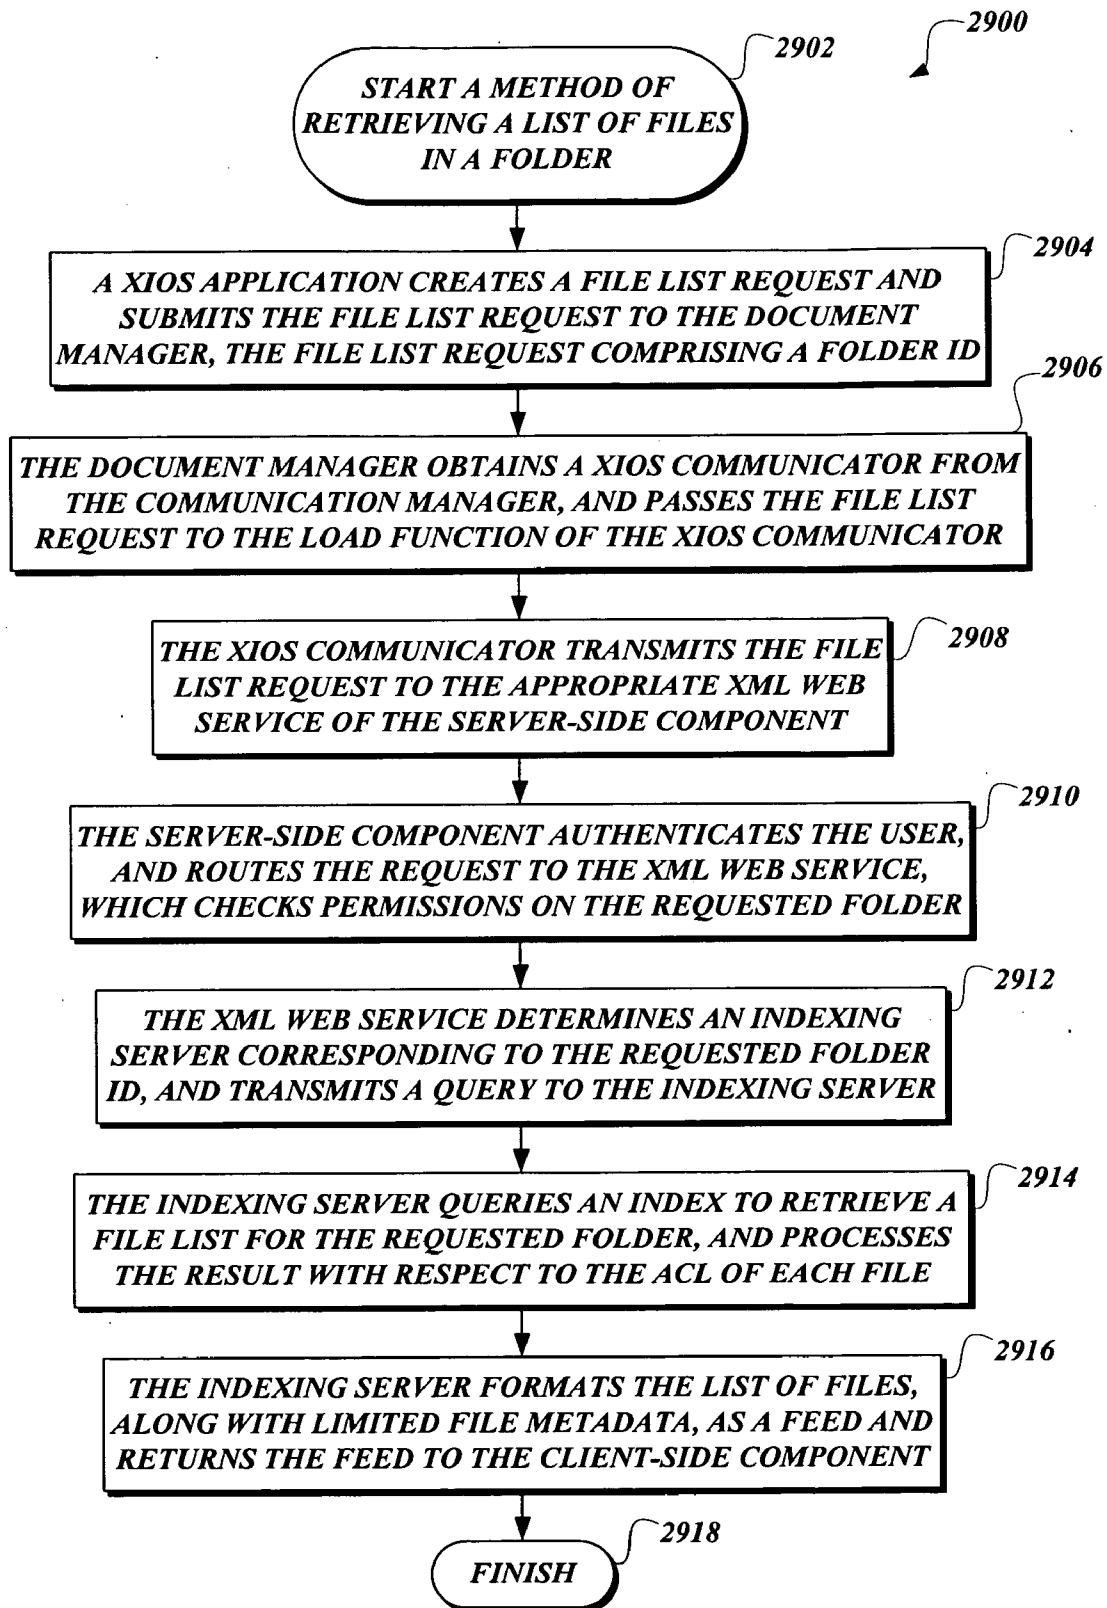 2900
2902
START A METHOD OF
RETRIEVING A LIST OF FILES
IN A FOLDER
2904
A XIOS APPLICATION CREATES A FILE LIST REQUEST AND
SUBMITS THE FILE LIST REQUEST TO THE DOCUMENT
MANAGER, THE FILE LIST REQUEST COMPRISING A FOLDER ID
2906
THE DOCUMENT MANAGER OBTAINS A XIOS COMMUNICATOR FROM
THE COMMUNICATION MANAGER, AND PASSES THE FILE LIST
REQUEST TO THE LOAD FUNCTION OF THE XIOS COMMUNICATOR
2908
THE XIOS COMMUNICATOR TRANSMITS THE FILE
LIST REQUEST TO THE APPROPRIATE XML WEB
SERVICE OF THE SERVER-SIDE COMPONENT
2910
THE SERVER-SIDE COMPONENT AUTHENTICATES THE USER,
AND ROUTES THE REQUEST TO THE XML WEB SERVICE,
WHICH CHECKS PERMISSIONS ON THE REQUESTED FOLDER
2912
THE XML WEB SERVICE DETERMINES AN INDEXING
SERVER CORRESPONDING TO THE REQUESTED FOLDER
ID, AND TRANSMITS A QUERY TO THE INDEXING SERVER
2914
THE INDEXING SERVER QUERIES AN INDEX TO RETRIEVE A
FILE LIST FOR THE REQUESTED FOLDER, AND PROCESSES
THE RESULT WITH RESPECT TO THE ACL OF EACH FILE
2916
THE INDEXING SERVER FORMATS THE LIST OF FILES,
ALONG WITH LIMITED FILE METADATA, AS A FEED AND
RETURNS THE FEED TO THE CLIENT-SIDE COMPONENT
2918
FINISH